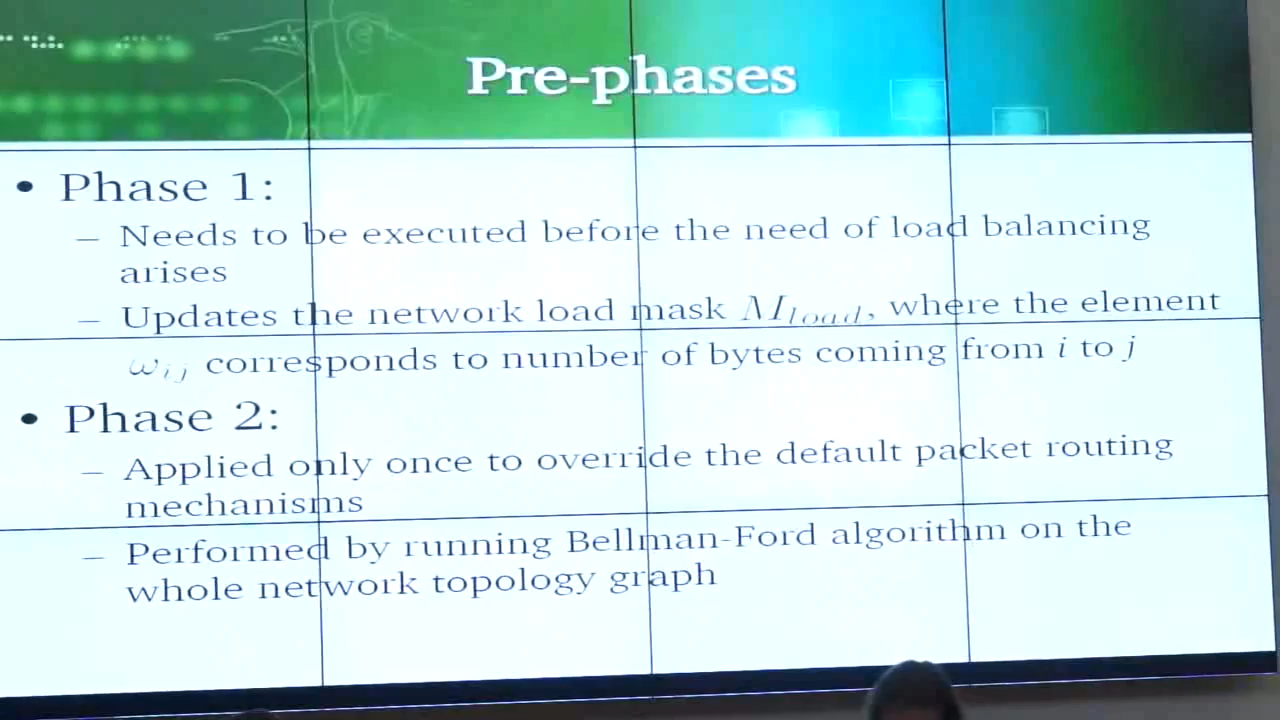 Pre-phases
• Phase 1:
– Needs to be executed before the need of load balancing
arises
– Updates the network load mask M_load, where the element
ω_ij corresponds to number of bytes coming from i to j
• Phase 2:
– Applied only once to override the default packet routing
mechanisms
– Performed by running Bellman-Ford algorithm on the
whole network topology graph